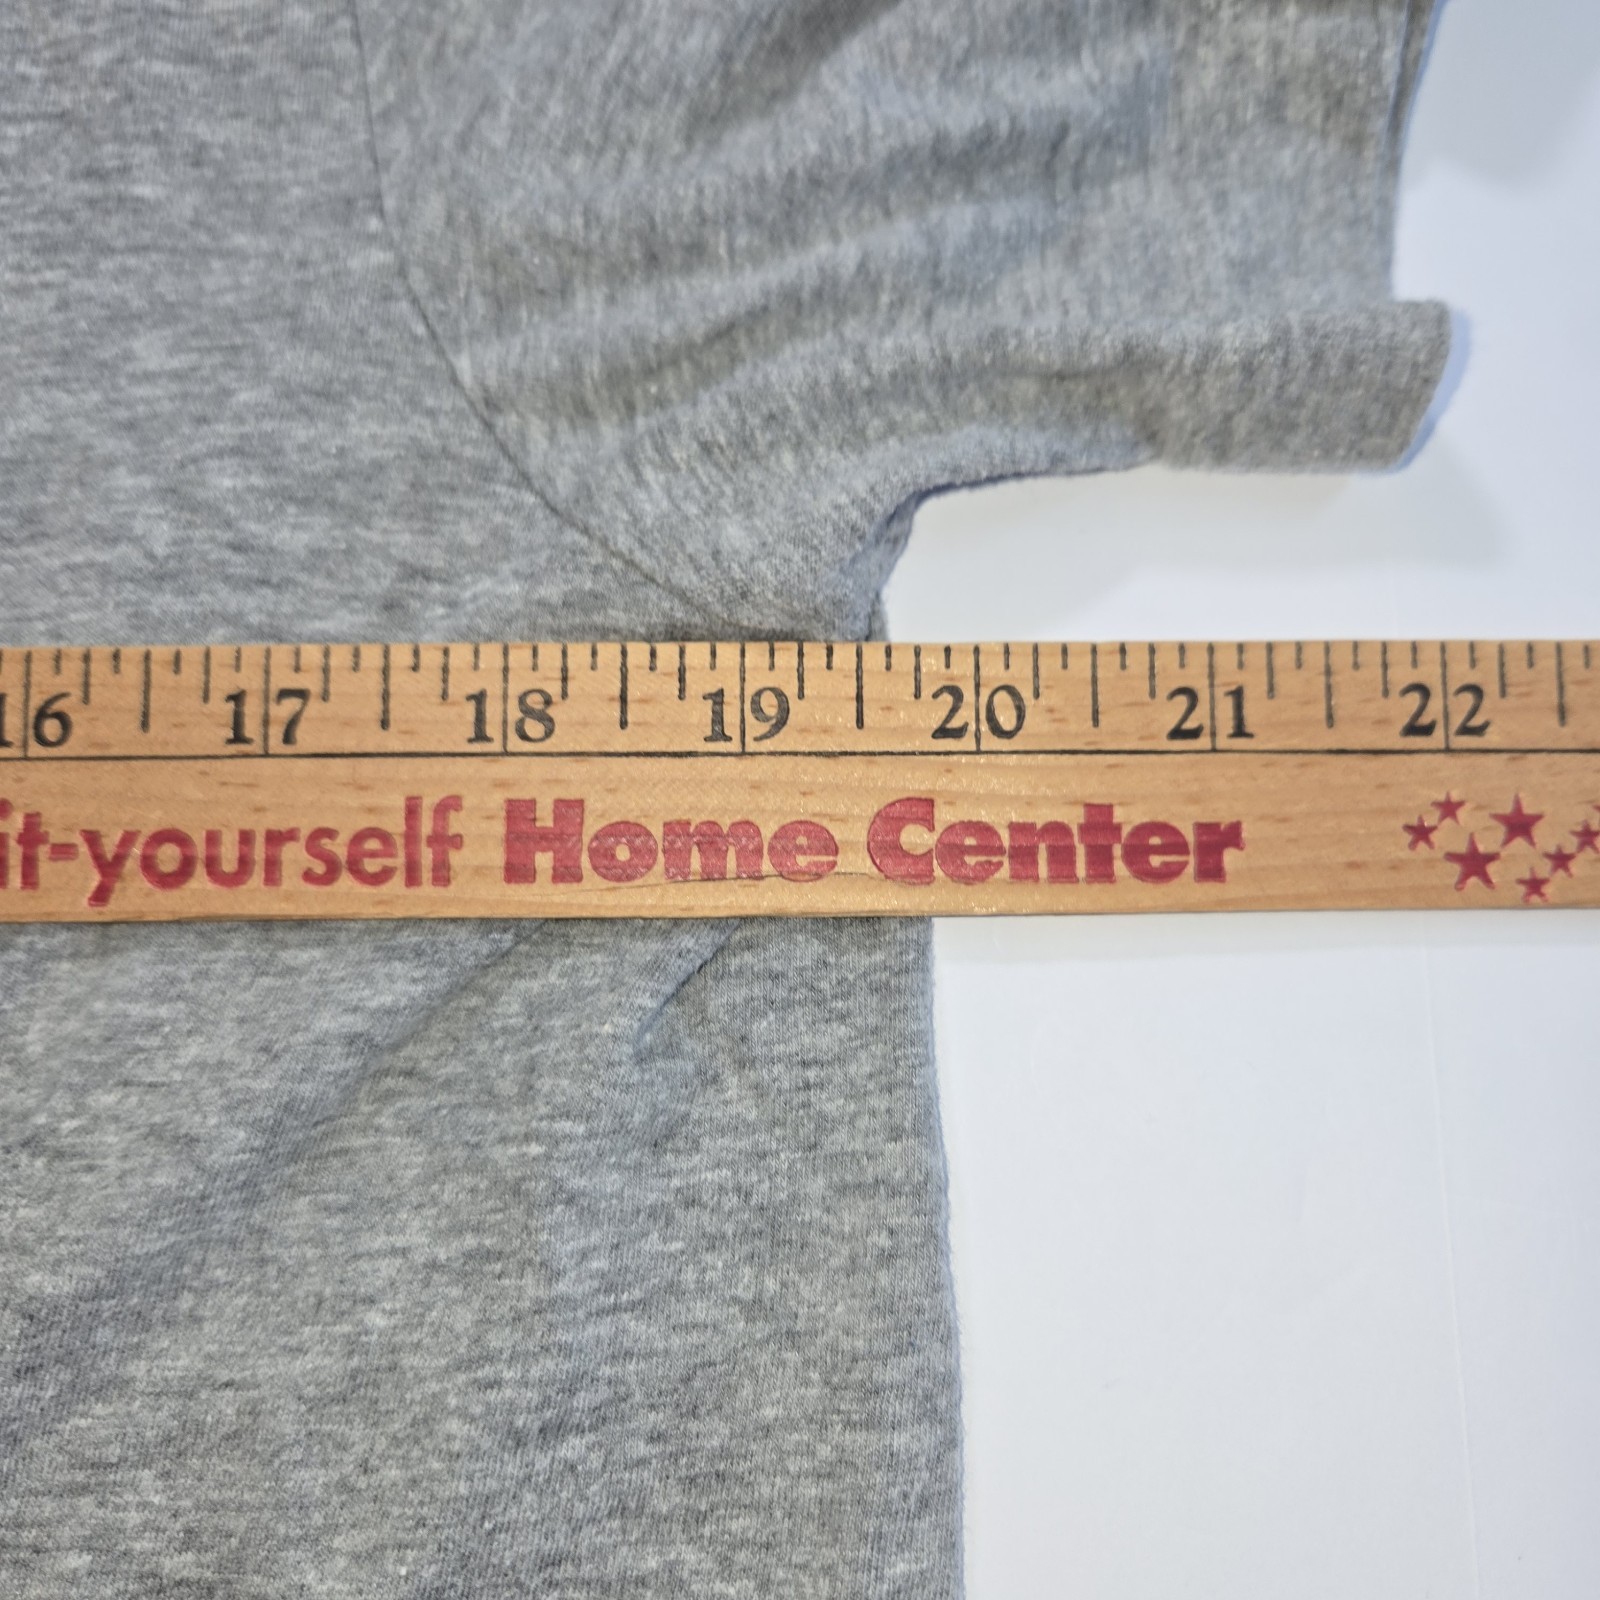 16 17 18 19 20 21 22
it-yourself Home Center